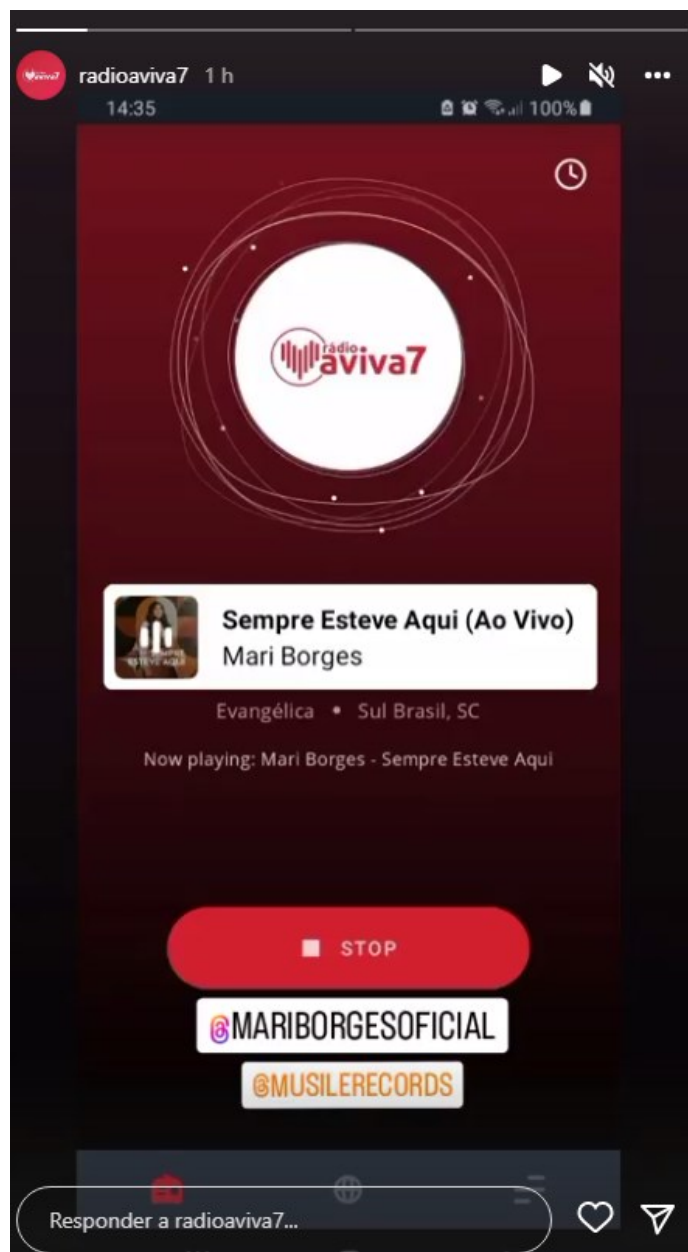 radioaviva7 1 h
14:35 100%
rádio
aviva7
Sempre Esteve Aqui (Ao Vivo)
Mari Borges
Evangélica • Sul Brasil, SC
Now playing: Mari Borges - Sempre Esteve Aqui
STOP
@MARIBORGESOFICIAL
@MUSILERECORDS
Responder a radioaviva7...